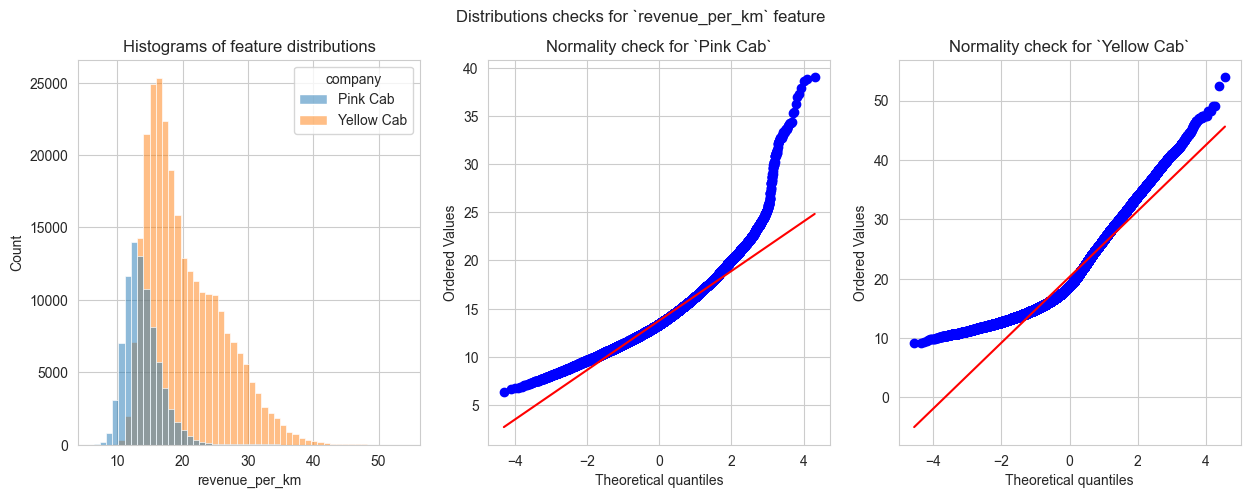 Distributions checks for `revenue_per_km` feature
Histograms of feature distributions
company
Pink Cab
Yellow Cab
25000
20000
15000
10000
5000
0
Count
10 20 30 40 50
revenue_per_km
Normality check for `Pink Cab`
40
35
30
25
20
15
10
5
Ordered Values
−4 −2 0 2 4
Theoretical quantiles
Normality check for `Yellow Cab`
50
40
30
20
10
0
Ordered Values
−4 −2 0 2 4
Theoretical quantiles